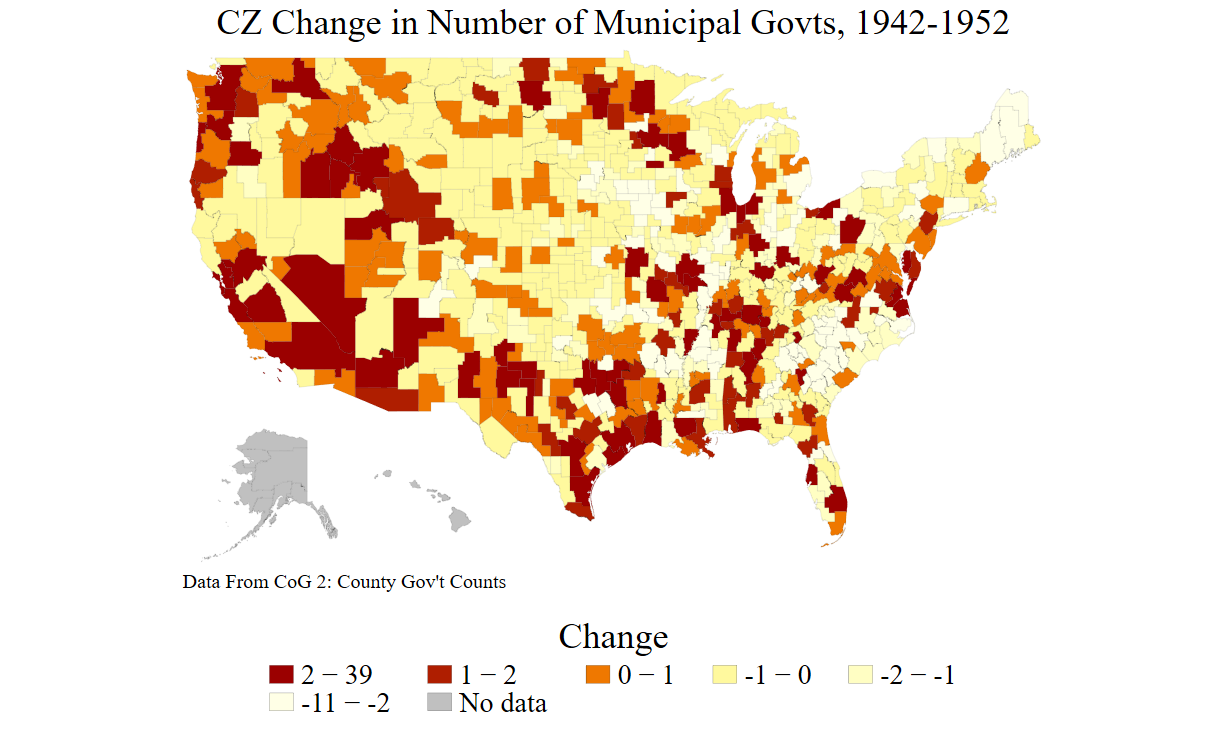 CZ Change in Number of Municipal Govts, 1942-1952
Data From CoG 2: County Gov't Counts
Change
2 − 39 1 − 2 0 − 1 -1 − 0 -2 − -1
-11 − -2 No data